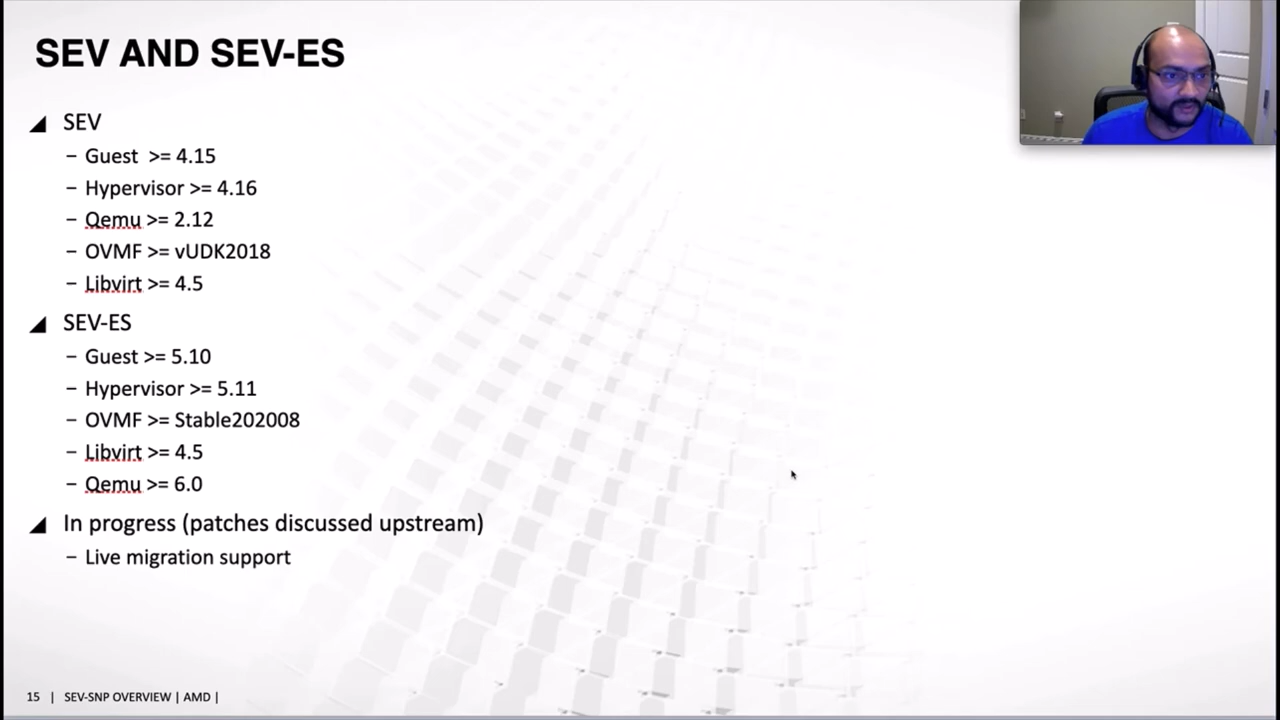 SEV AND SEV-ES
SEV
– Guest >= 4.15
– Hypervisor >= 4.16
– Qemu >= 2.12
– OVMF >= vUDK2018
– Libvirt >= 4.5
SEV-ES
– Guest >= 5.10
– Hypervisor >= 5.11
– OVMF >= Stable202008
– Libvirt >= 4.5
– Qemu >= 6.0
In progress (patches discussed upstream)
– Live migration support
15 | SEV-SNP OVERVIEW | AMD |